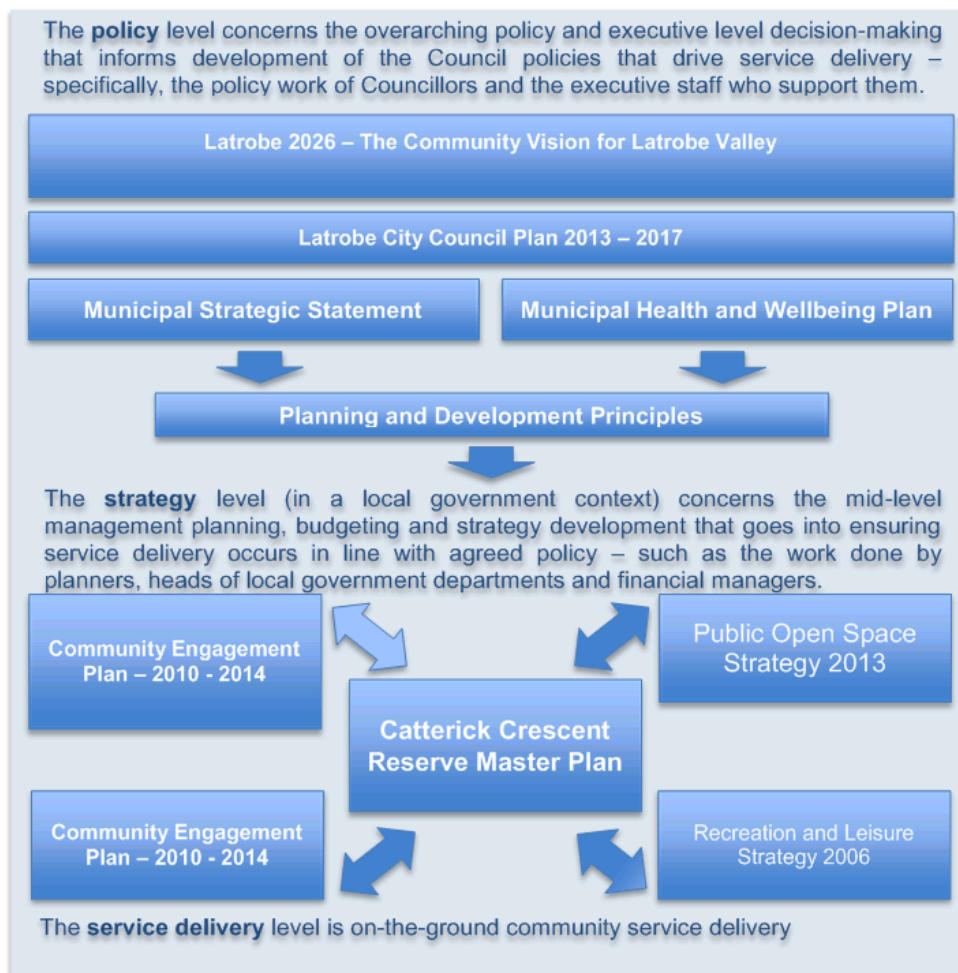 The policy level concerns the overarching policy and executive level decision-making
that informs development of the Council policies that drive service delivery –
specifically, the policy work of Councillors and the executive staff who support them.
Latrobe 2026 – The Community Vision for Latrobe Valley
Latrobe City Council Plan 2013 – 2017
Municipal Strategic Statement
Municipal Health and Wellbeing Plan
Planning and Development Principles
The strategy level (in a local government context) concerns the mid-level
management planning, budgeting and strategy development that goes into ensuring
service delivery occurs in line with agreed policy – such as the work done by
planners, heads of local government departments and financial managers.
Community Engagement
Plan – 2010 - 2014
Public Open Space
Strategy 2013
Catterick Crescent
Reserve Master Plan
Community Engagement
Plan – 2010 - 2014
Recreation and Leisure
Strategy 2006
The service delivery level is on-the-ground community service delivery